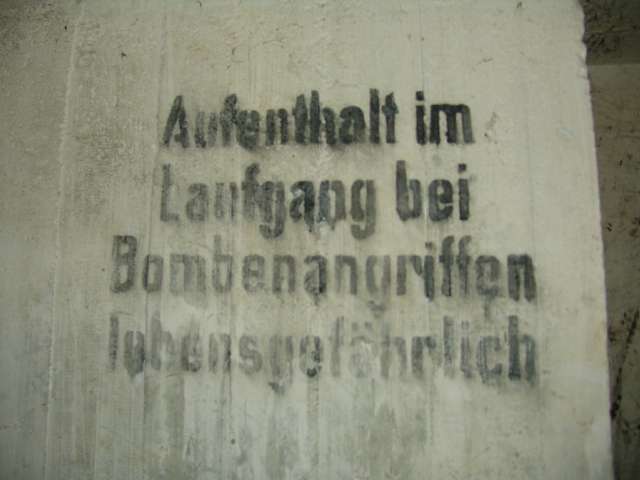 Aufenthalt im
Laufgang bei
Bombenangriffen
lebensgefährlich